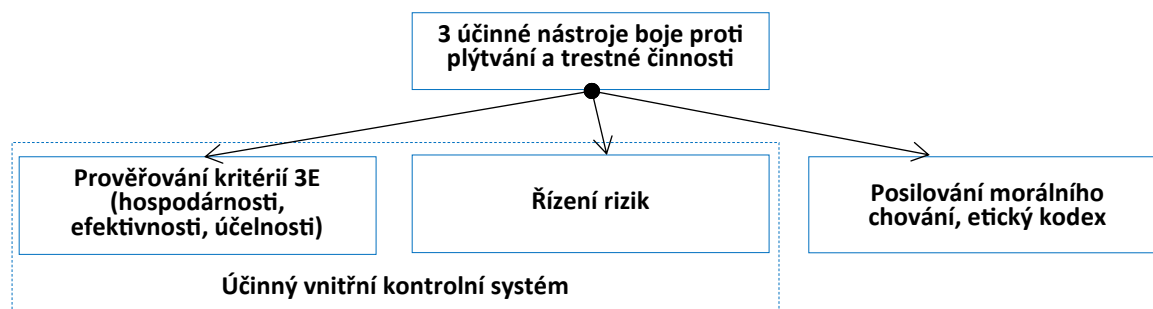 3 účinné nástroje boje proti
plýtvání a trestné činnosti
Prověřování kritérií 3E
(hospodárnosti,
efektivnosti, účelnosti)
Řízení rizik
Posilování morálního
chování, etický kodex
Účinný vnitřní kontrolní systém